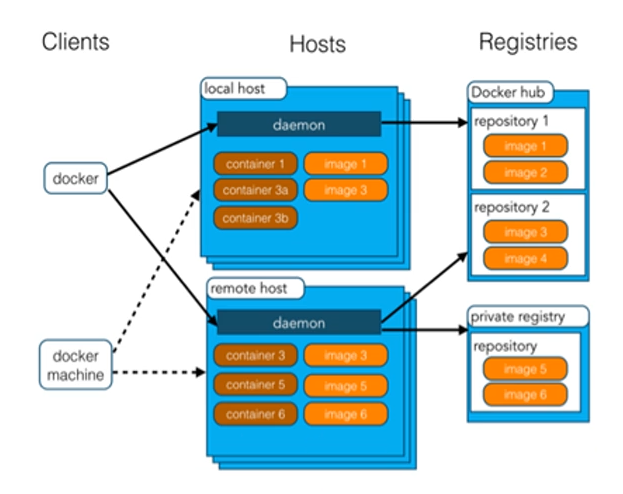 Clients
Hosts
Registries
local host
daemon
container 1
image 1
container 3a
image 3
container 3b
docker
remote host
daemon
container 3
image 3
container 5
image 5
container 6
image 6
docker
machine
Docker hub
repository 1
image 1
image 2
repository 2
image 3
image 4
private registry
repository
image 5
image 6